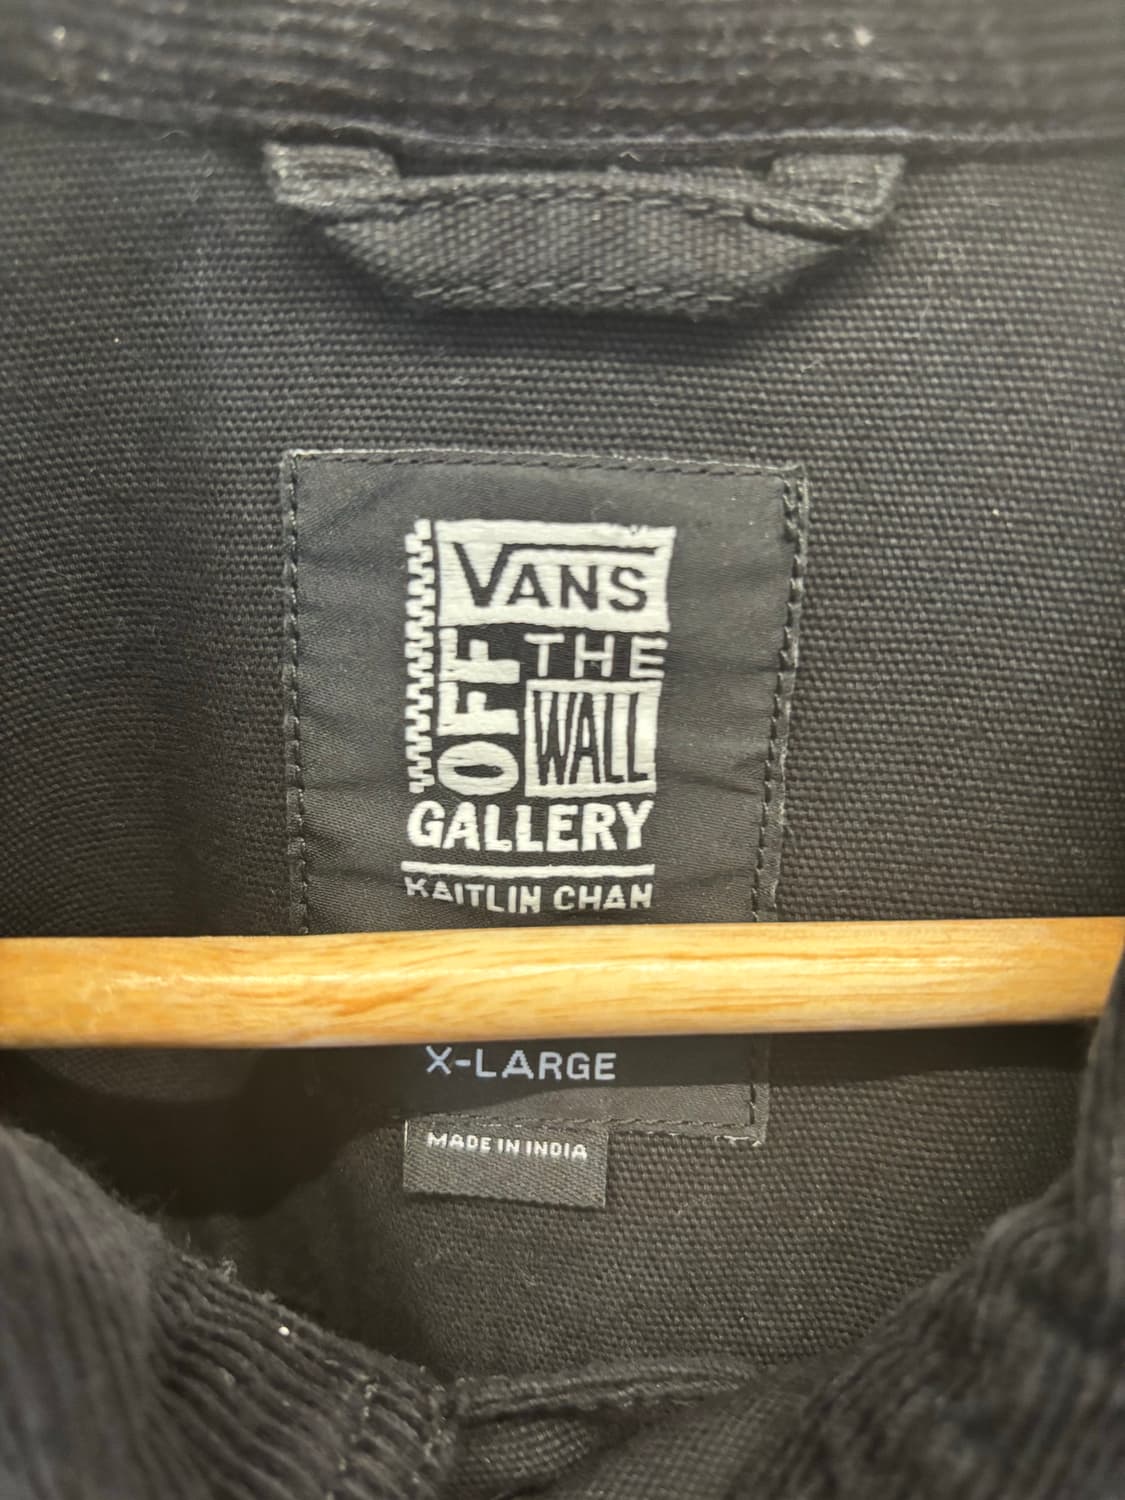 VANS
OFF THE
WALL
GALLERY
KAITLIN CHAN
X-LARGE
MADE IN INDIA